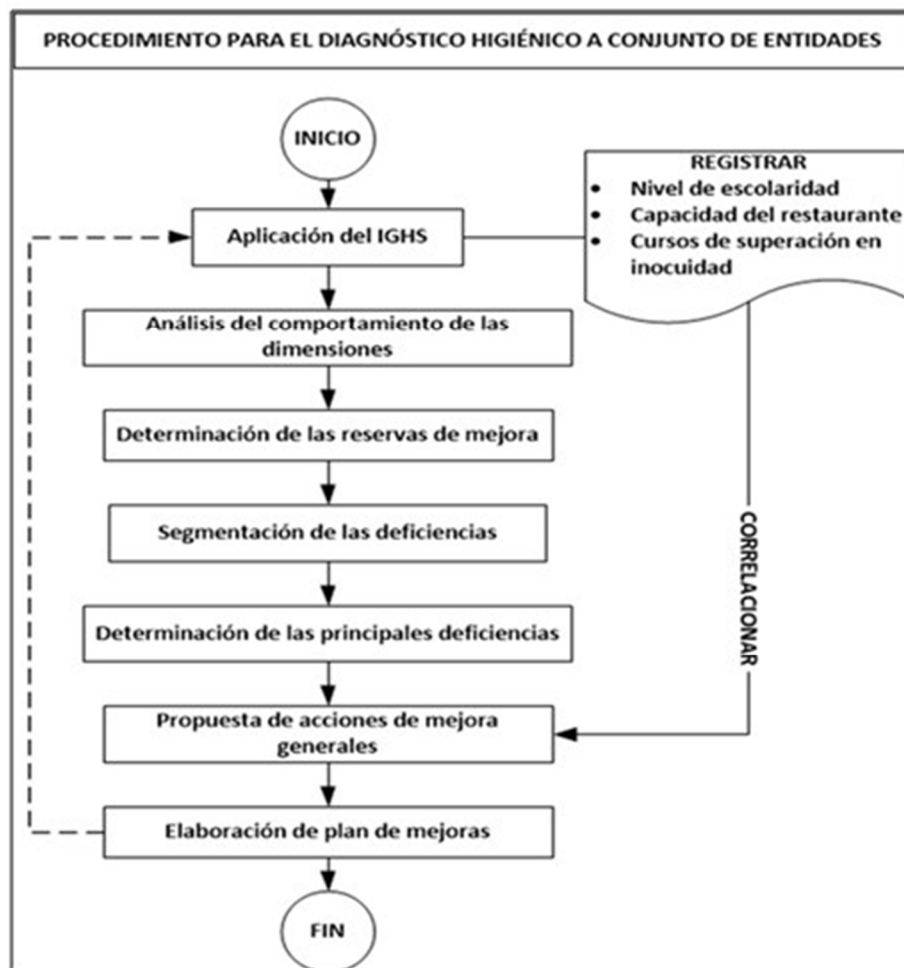 PROCEDIMIENTO PARA EL DIAGNÓSTICO HIGIÉNICO A CONJUNTO DE ENTIDADES
INICIO
REGISTRAR
• Nivel de escolaridad
• Capacidad del restaurante
• Cursos de superación en
inocuidad
Aplicación del IGHS
Análisis del comportamiento de las
dimensiones
Determinación de las reservas de mejora
Segmentación de las deficiencias
Determinación de las principales deficiencias
CORRELACIONAR
Propuesta de acciones de mejora
generales
Elaboración de plan de mejoras
FIN